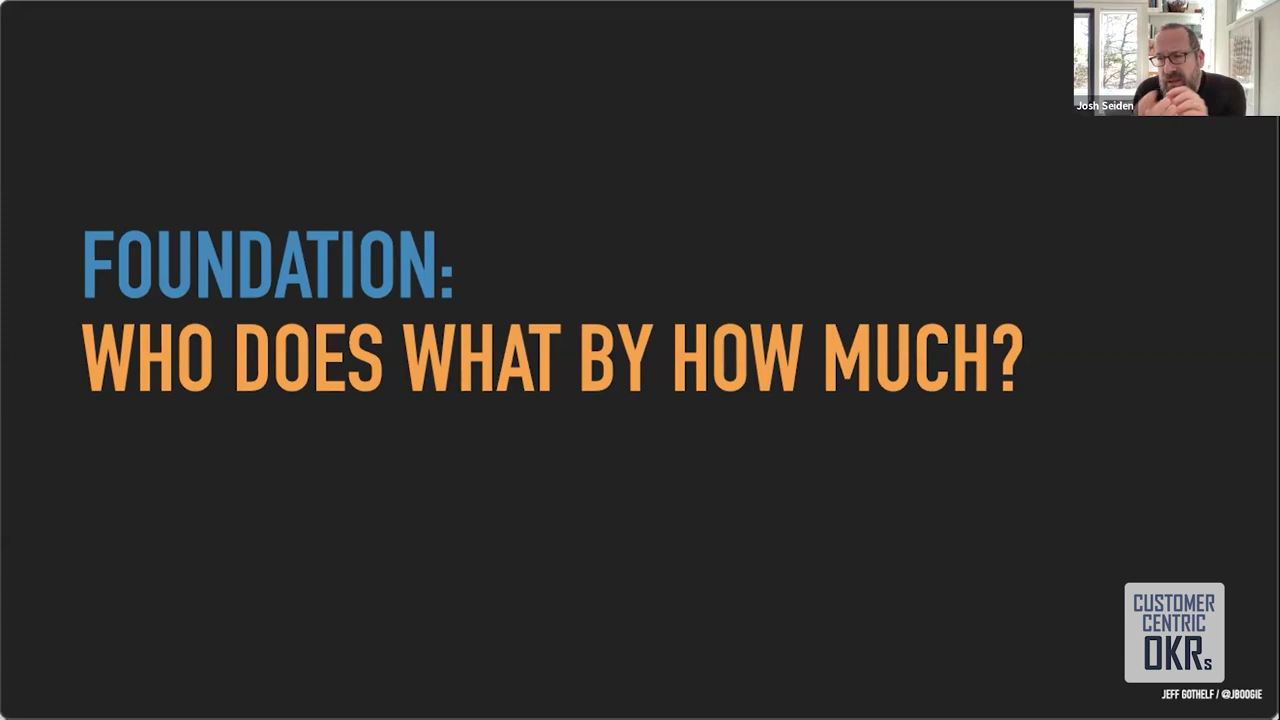 Josh Seiden
FOUNDATION:
WHO DOES WHAT BY HOW MUCH?
CUSTOMER
CENTRIC
OKRs
JEFF GOTHELF / @JBOOGIE